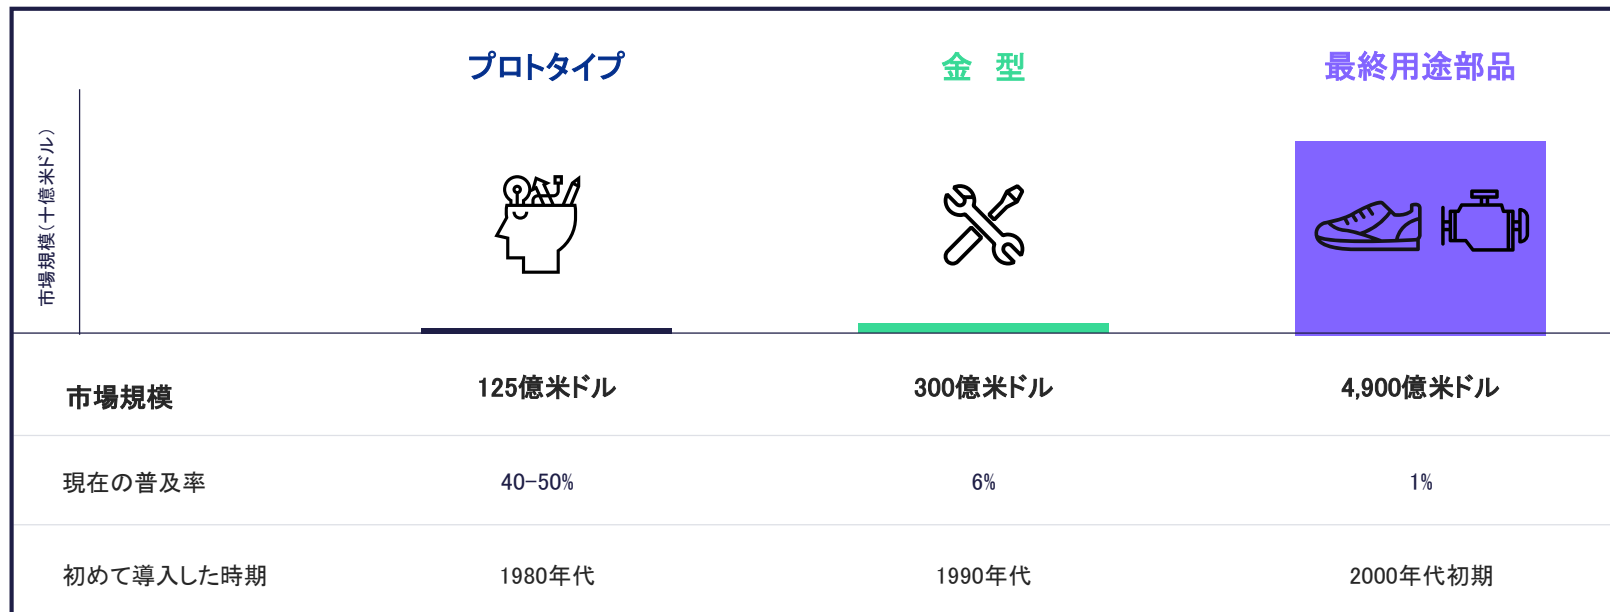 プロトタイプ
金 型
最終用途部品
市場規模(十億米ドル)
市場規模
125億米ドル
300億米ドル
4,900億米ドル
現在の普及率
40-50%
6%
1%
初めて導入した時期
1980年代
1990年代
2000年代初期